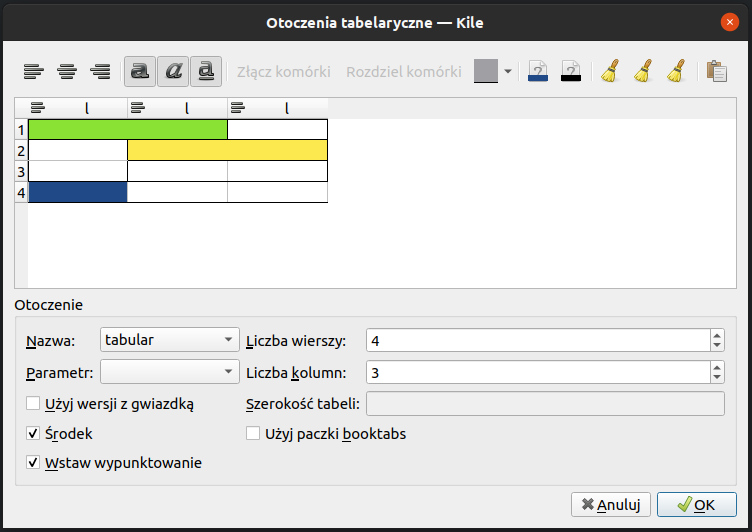 Otoczenia tabelaryczne — Kile
a a a Złącz komórki Rozdziel komórki ? ?
l l l
1
2
3
4
Otoczenie
Nazwa: tabular Liczba wierszy: 4
Parametr: Liczba kolumn: 3
Użyj wersji z gwiazdką Szerokość tabeli:
Środek Użyj paczki booktabs
Wstaw wypunktowanie
Anuluj OK